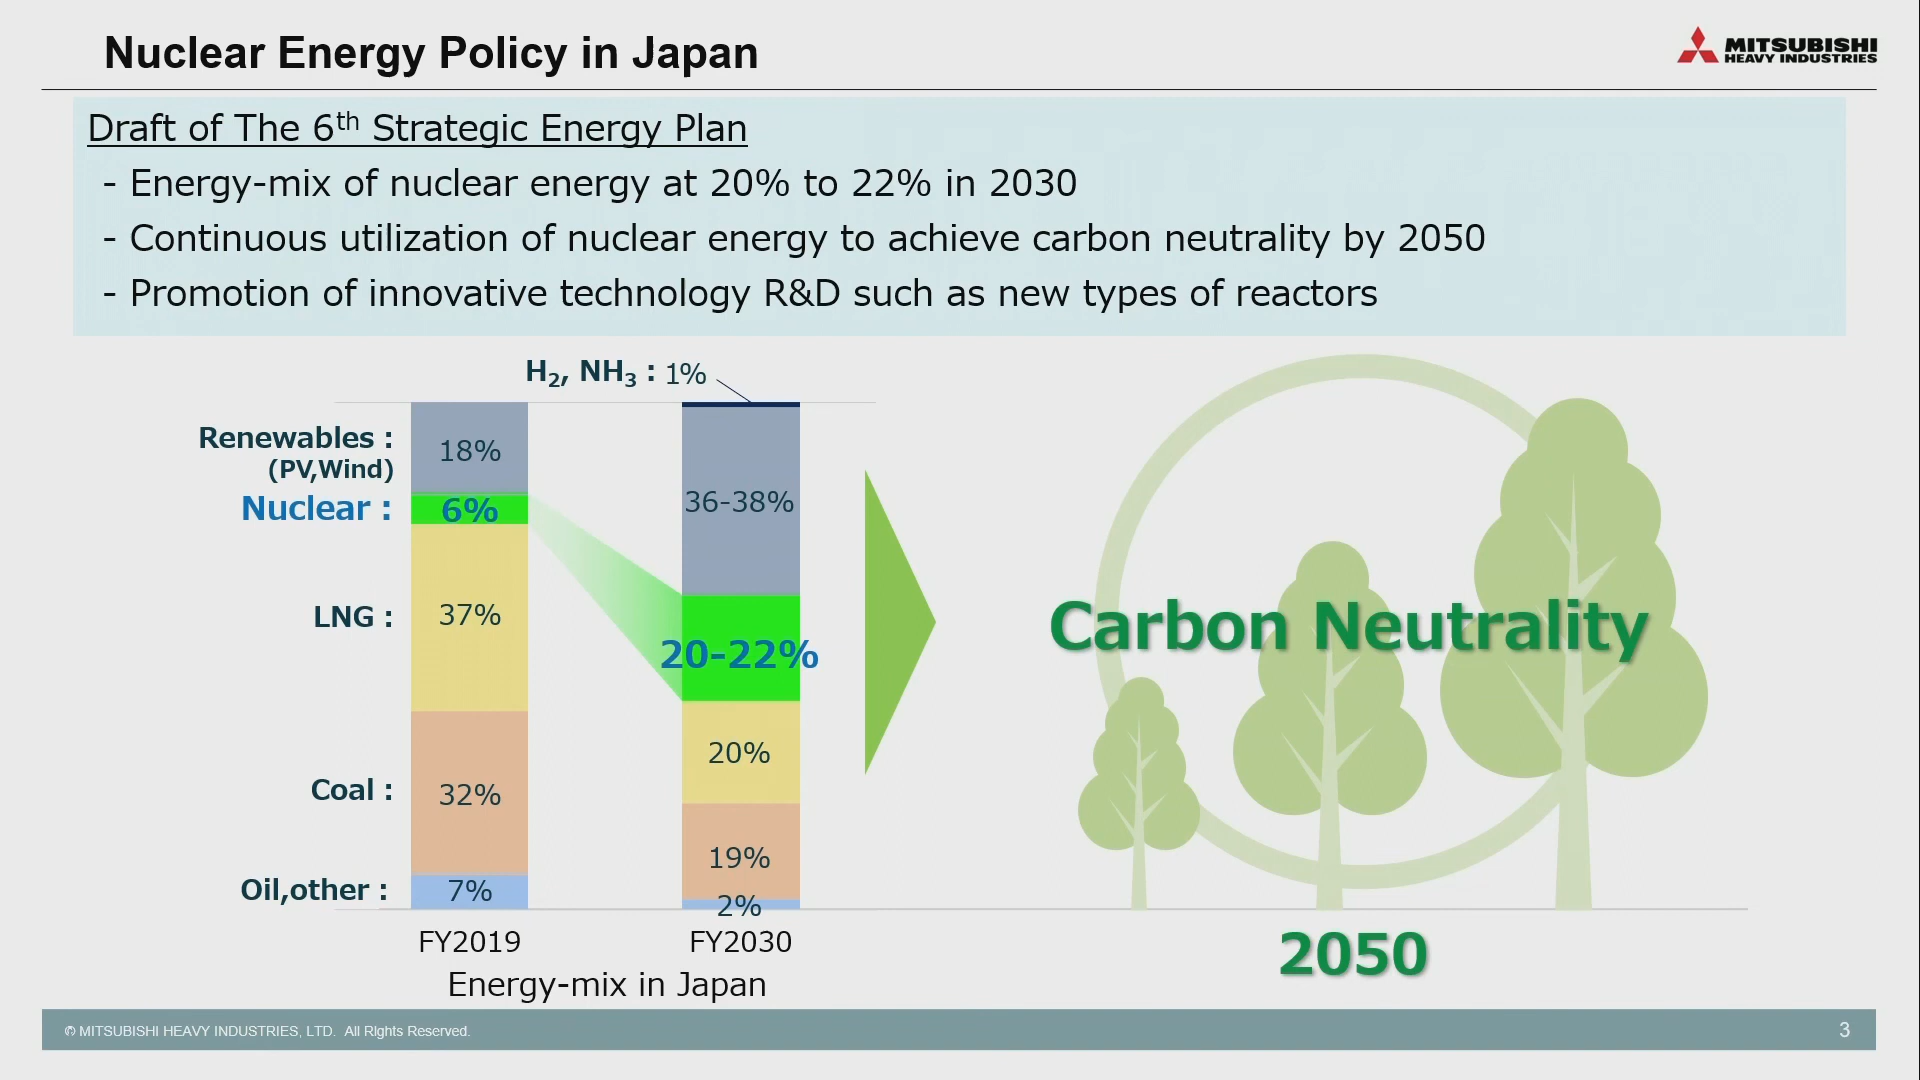 Nuclear Energy Policy in Japan
MITSUBISHI
HEAVY INDUSTRIES
Draft of The 6th Strategic Energy Plan
- Energy-mix of nuclear energy at 20% to 22% in 2030
- Continuous utilization of nuclear energy to achieve carbon neutrality by 2050
- Promotion of innovative technology R&D such as new types of reactors
H2, NH3 : 1%
Renewables :
(PV,Wind)
18%
36-38%
Nuclear :
6%
20-22%
LNG :
37%
20%
Coal :
32%
19%
Oil,other :
7%
2%
FY2019
FY2030
Energy-mix in Japan
Carbon Neutrality
2050
© MITSUBISHI HEAVY INDUSTRIES, LTD. All Rights Reserved.
3